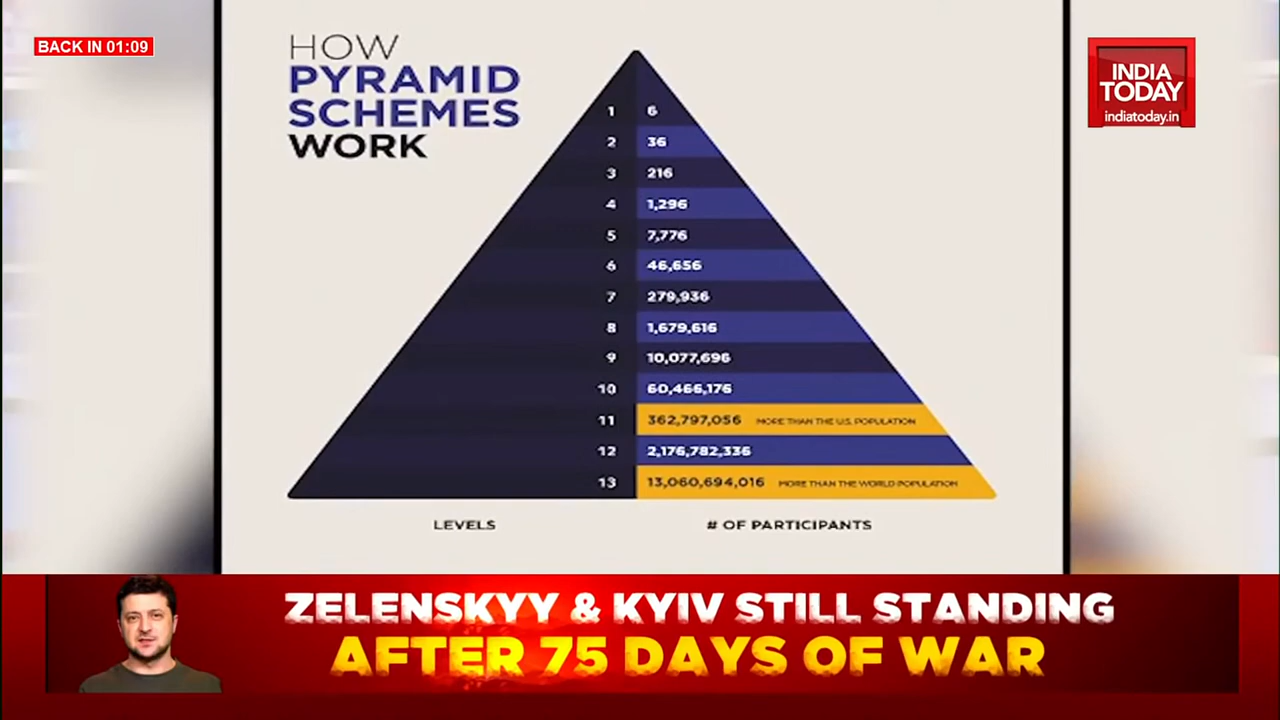 BACK IN 01:09
INDIA
TODAY
indiatoday.in
HOW
PYRAMID
SCHEMES
WORK
1 6
2 36
3 216
4 1,296
5 7,776
6 46,656
7 279,936
8 1,679,616
9 10,077,696
10 60,466,176
11 362,797,056 MORE THAN THE U.S. POPULATION
12 2,176,782,336
13 13,060,694,016 MORE THAN THE WORLD POPULATION
LEVELS # OF PARTICIPANTS
ZELENSKYY & KYIV STILL STANDING
AFTER 75 DAYS OF WAR